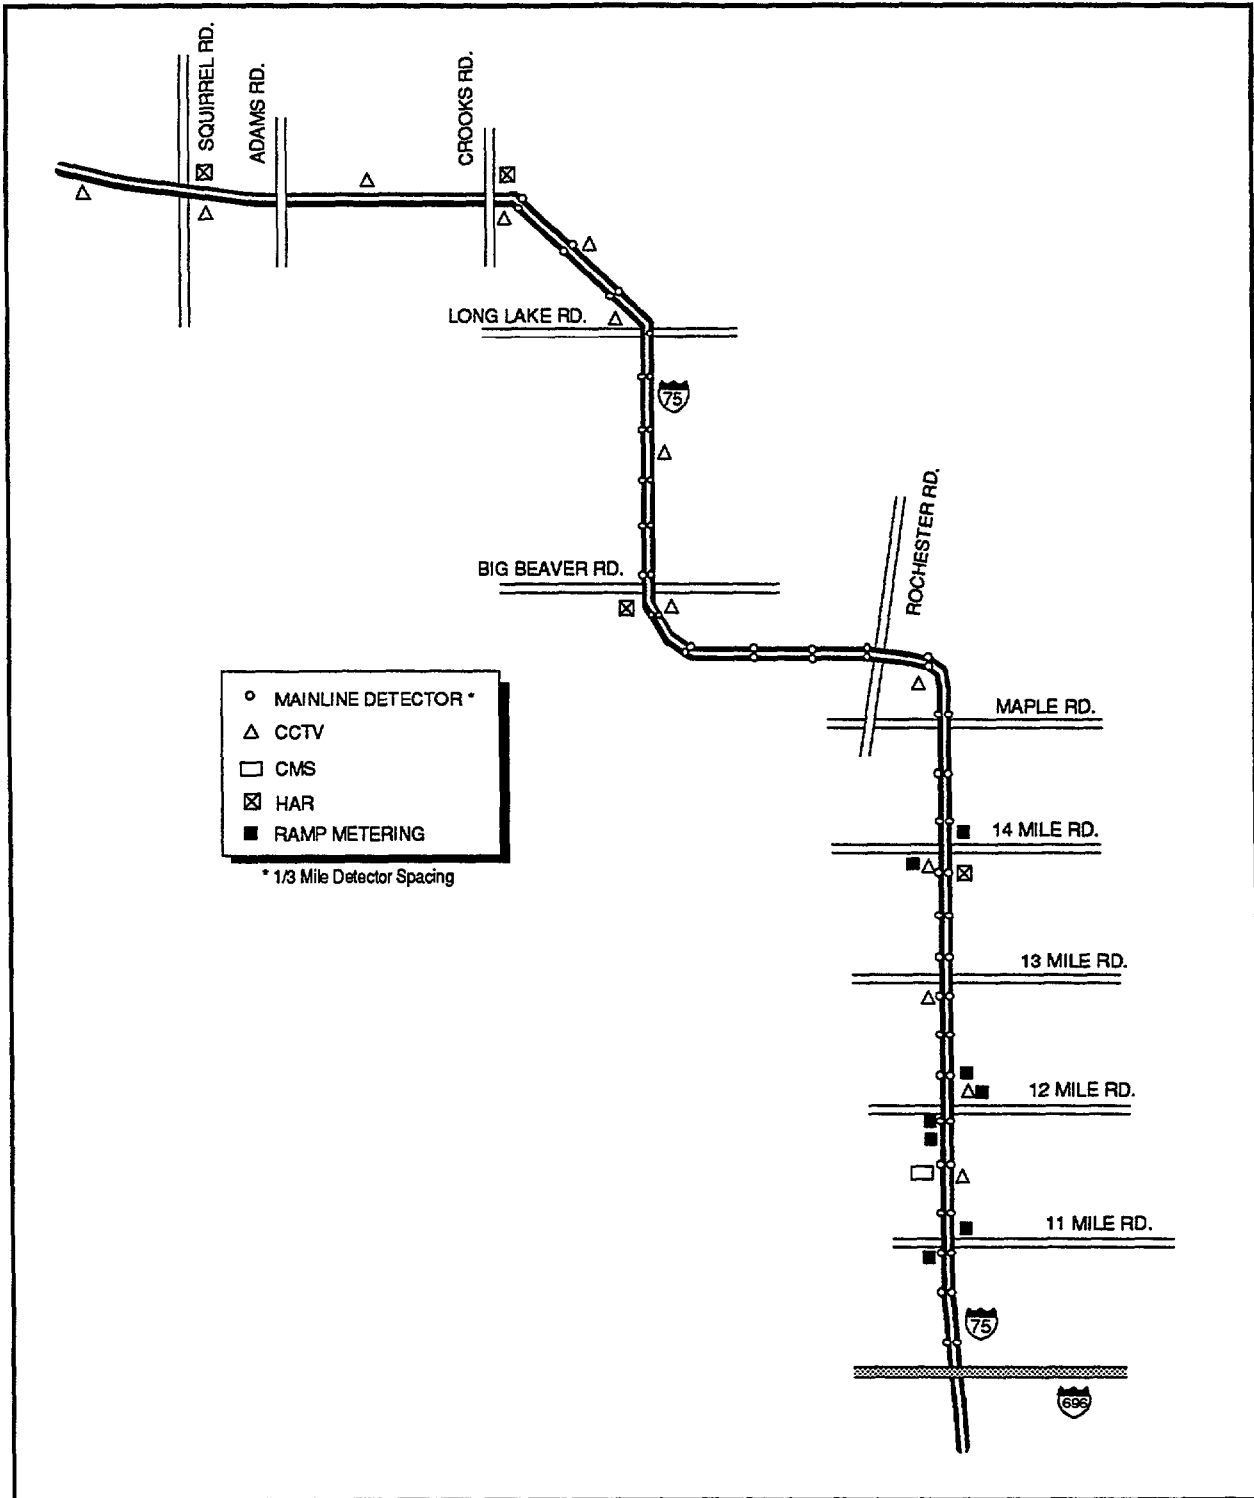 SQUIRREL RD.
ADAMS RD.
CROOKS RD.
LONG LAKE RD.
75
ROCHESTER RD.
BIG BEAVER RD.
MAINLINE DETECTOR *
CCTV
CMS
HAR
RAMP METERING
* 1/3 Mile Detector Spacing
MAPLE RD.
14 MILE RD.
13 MILE RD.
12 MILE RD.
11 MILE RD.
75
696